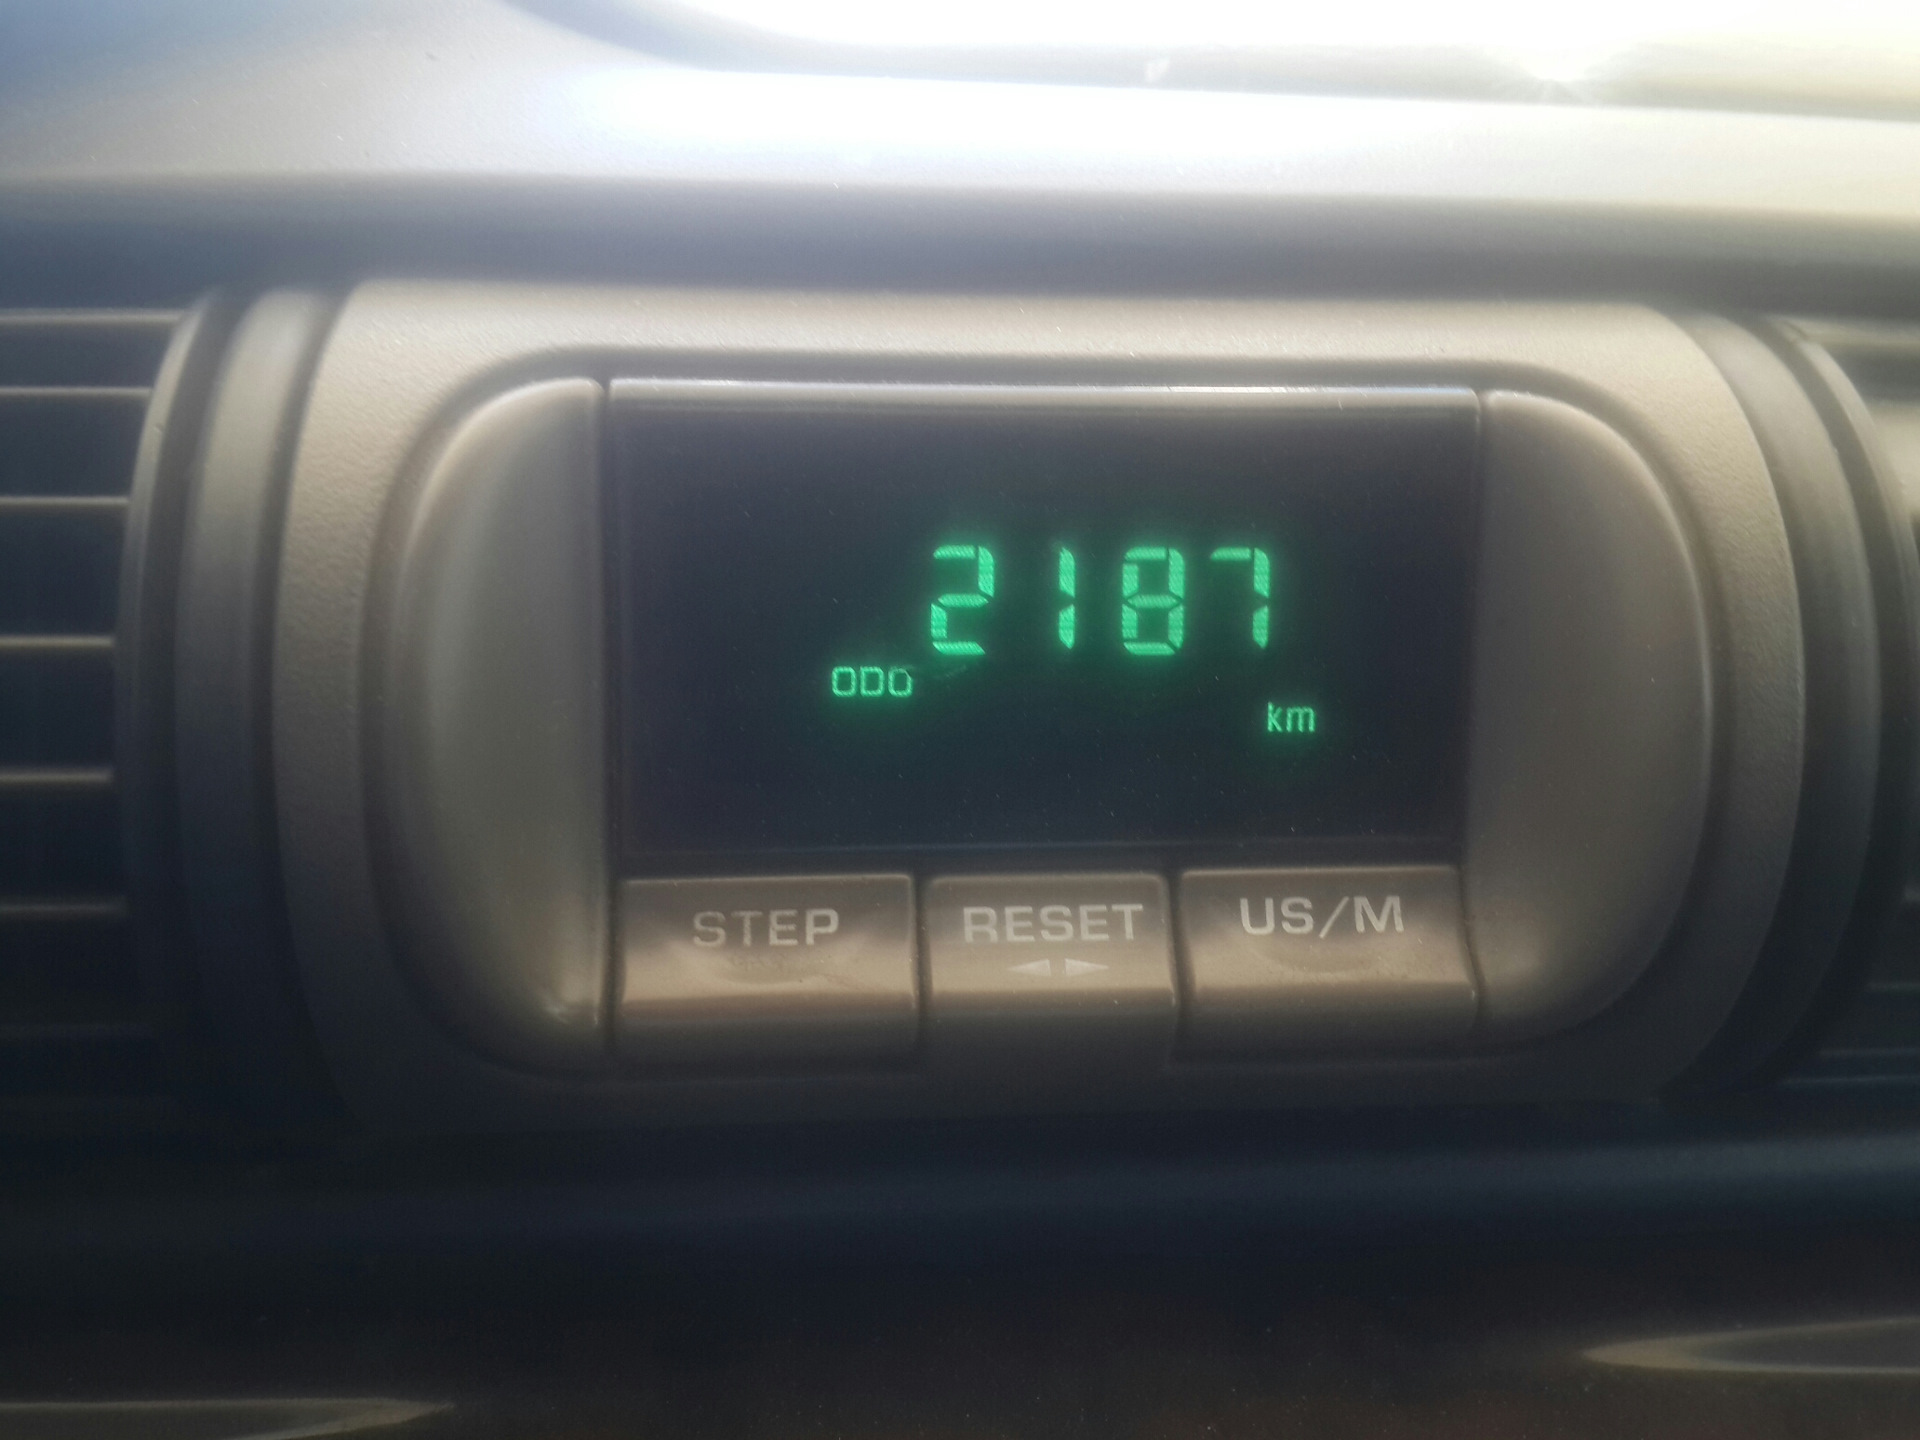 2187
ODO
km
STEP RESET US/M